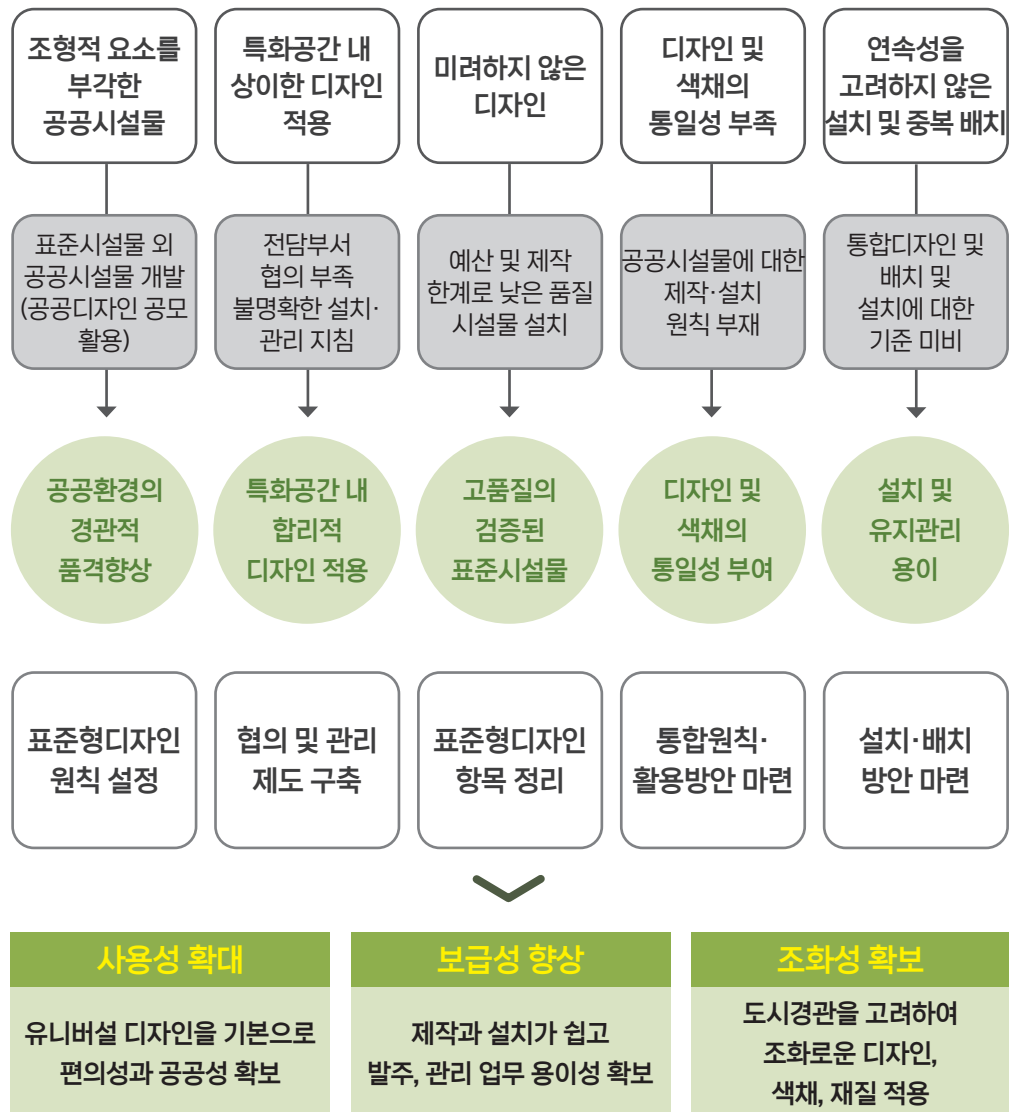 조형적 요소를
부각한
공공시설물
특화공간 내
상이한 디자인
적용
미려하지 않은
디자인
디자인 및
색채의
통일성 부족
연속성을
고려하지 않은
설치 및 중복 배치
표준시설물 외
공공시설물 개발
(공공디자인 공모
활용)
전담부서
협의 부족
불명확한 설치·
관리 지침
예산 및 제작
한계로 낮은 품질
시설물 설치
공공시설물에 대한
제작·설치
원칙 부재
통합디자인 및
배치 및
설치에 대한
기준 미비
공공환경의
경관적
품격향상
특화공간 내
합리적
디자인 적용
고품질의
검증된
표준시설물
디자인 및
색채의
통일성 부여
설치 및
유지관리
용이
표준형디자인
원칙 설정
협의 및 관리
제도 구축
표준형디자인
항목 정리
통합원칙·
활용방안 마련
설치·배치
방안 마련
사용성 확대
유니버설 디자인을 기본으로
편의성과 공공성 확보
보급성 향상
제작과 설치가 쉽고
발주, 관리 업무 용이성 확보
조화성 확보
도시경관을 고려하여
조화로운 디자인,
색채, 재질 적용